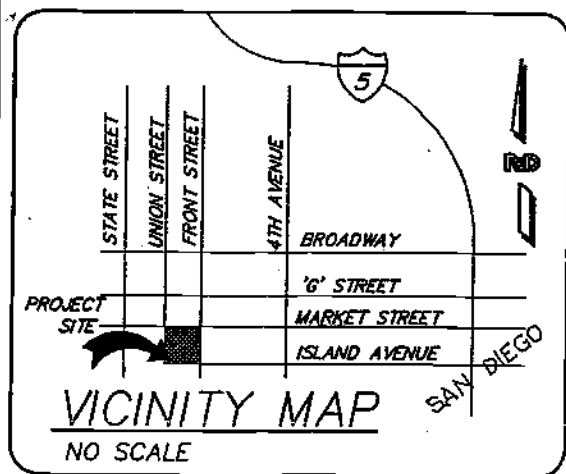 5
STATE STREET
UNION STREET
FRONT STREET
4TH AVENUE
BROADWAY
'G' STREET
MARKET STREET
ISLAND AVENUE
PROJECT
SITE
SAN DIEGO
VICINITY MAP
NO SCALE